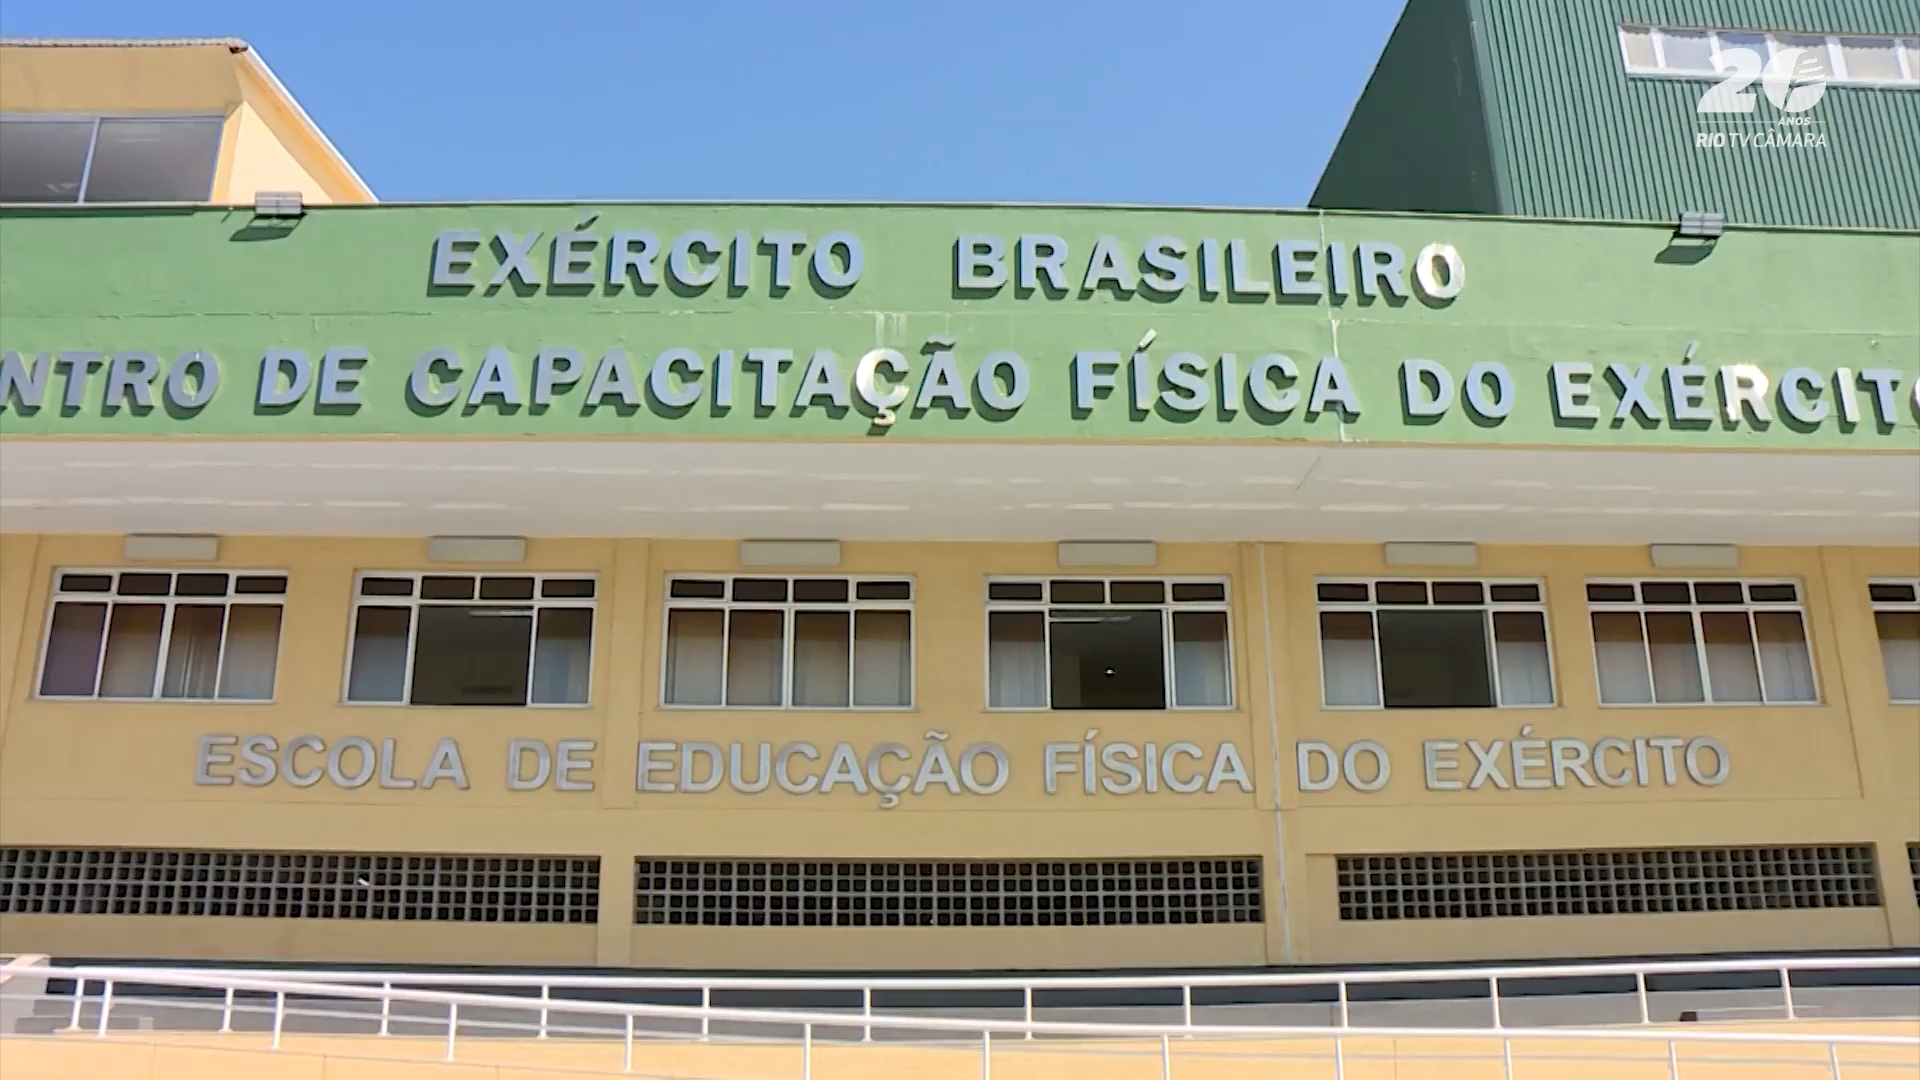 20
ANOS
RIO TV CÂMARA
EXÉRCITO BRASILEIRO
NTRO DE CAPACITAÇÃO FÍSICA DO EXÉRCITO
ESCOLA DE EDUCAÇÃO FÍSICA DO EXÉRCITO